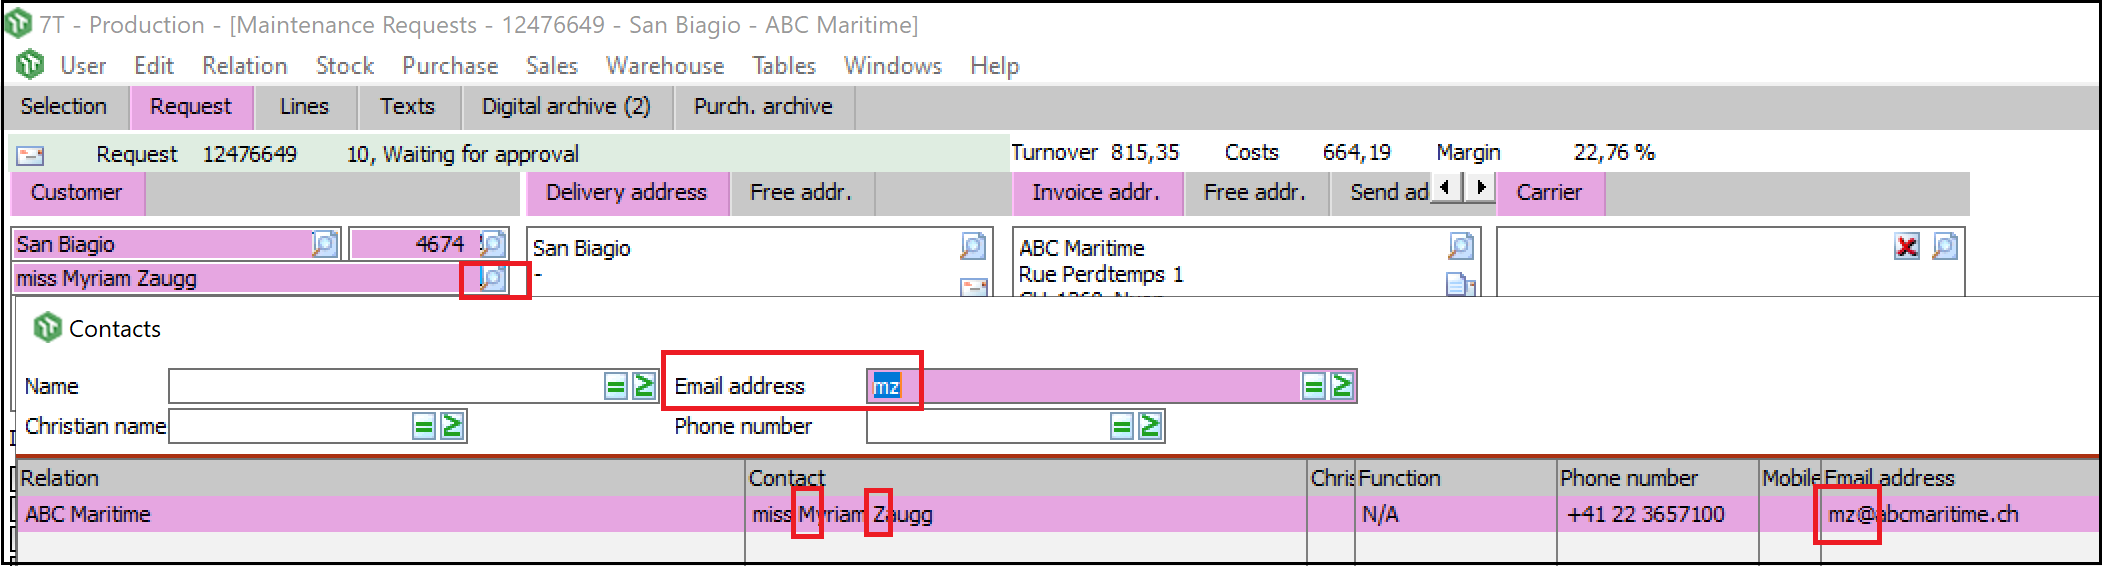 7T - Production - [Maintenance Requests - 12476649 - San Biagio - ABC Maritime]
User Edit Relation Stock Purchase Sales Warehouse Tables Windows Help
Selection Request Lines Texts Digital archive (2) Purch. archive
Request 12476649 10, Waiting for approval Turnover 815,35 Costs 664,19 Margin 22,76 %
Customer Delivery address Free addr. Invoice addr. Free addr. Send ad Carrier
San Biagio 4674 San Biagio ABC Maritime
miss Myriam Zaugg - Rue Perdtemps 1
Contacts
Name Email address mz
Christian name Phone number
Relation Contact Chris Function Phone number Mobile Email address
ABC Maritime miss Myriam Zaugg N/A +41 22 3657100 mz@abcmaritime.ch